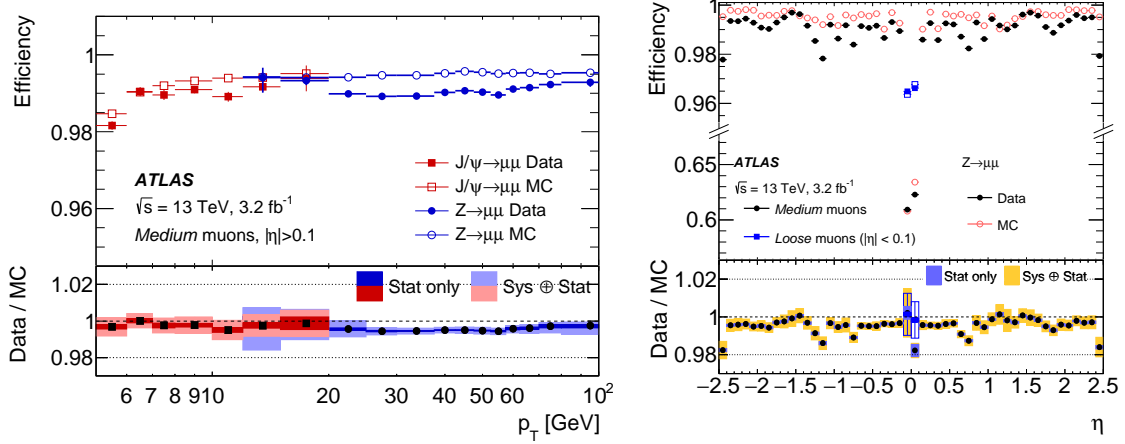 Efficiency
1
0.98
0.96
ATLAS
√s = 13 TeV, 3.2 fb⁻¹
Medium muons, |η|>0.1
J/ψ→μμ Data
J/ψ→μμ MC
Z→μμ Data
Z→μμ MC
Data / MC
1.02
1
0.98
Stat only
Sys ⊕ Stat
6 7 8 9 10 20 30 40 50 60 10²
p_T [GeV]
Efficiency
0.98
0.96
0.65
0.6
ATLAS
√s = 13 TeV, 3.2 fb⁻¹
Medium muons
Loose muons (|η| < 0.1)
Z→μμ
Data
MC
Data / MC
1.02
1
0.98
Stat only
Sys ⊕ Stat
−2.5 −2 −1.5 −1 −0.5 0 0.5 1 1.5 2 2.5
η